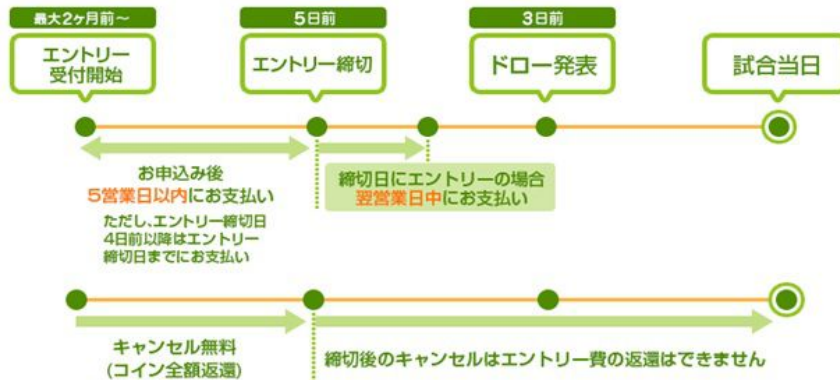 最大2ヶ月前~
エントリー
受付開始
5日前
エントリー締切
3日前
ドロー発表
試合当日
お申込み後
5営業日以内にお支払い
ただし、エントリー締切日
4日前以降はエントリー
締切日までにお支払い
締切日にエントリーの場合
翌営業日中にお支払い
キャンセル無料
(コイン全額返還)
締切後のキャンセルはエントリー費の返還はできません